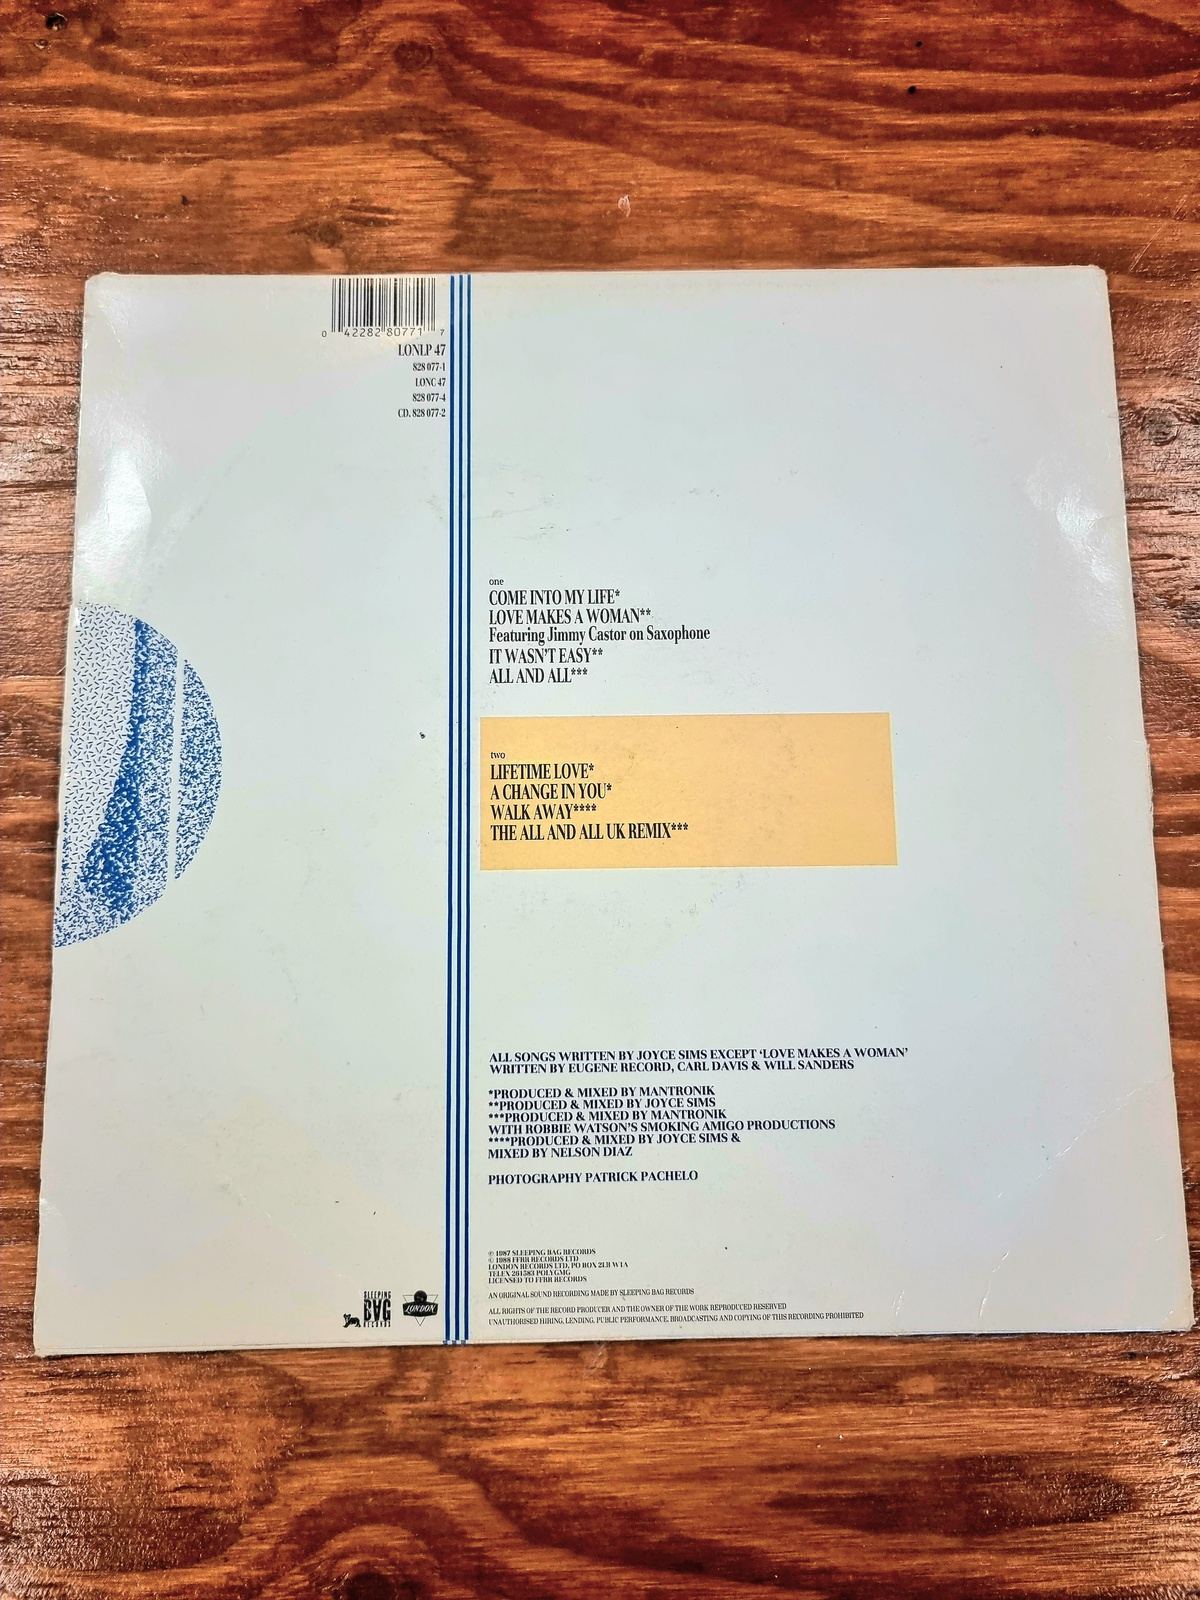 0 42282 80771 7
LONLP 47
828 077-1
LONC 47
828 077-4
CD. 828 077-2
one
COME INTO MY LIFE*
LOVE MAKES A WOMAN**
Featuring Jimmy Castor on Saxophone
IT WASN'T EASY**
ALL AND ALL***
two
LIFETIME LOVE*
A CHANGE IN YOU*
WALK AWAY****
THE ALL AND ALL UK REMIX***
ALL SONGS WRITTEN BY JOYCE SIMS EXCEPT 'LOVE MAKES A WOMAN'
WRITTEN BY EUGENE RECORD, CARL DAVIS & WILL SANDERS
*PRODUCED & MIXED BY MANTRONIK
**PRODUCED & MIXED BY JOYCE SIMS
***PRODUCED & MIXED BY MANTRONIK
WITH ROBBIE WATSON'S SMOKING AMIGO PRODUCTIONS
****PRODUCED & MIXED BY JOYCE SIMS &
MIXED BY NELSON DIAZ
PHOTOGRAPHY PATRICK PACHELO
℗ 1987 SLEEPING BAG RECORDS
© 1988 FFRR RECORDS LTD
LONDON RECORDS LTD, PO BOX 2LB W1A
TELEX 261583 POLYGMG
LICENSED TO FFRR RECORDS
AN ORIGINAL SOUND RECORDING MADE BY SLEEPING BAG RECORDS
ALL RIGHTS OF THE RECORD PRODUCER AND THE OWNER OF THE WORK REPRODUCED RESERVED
UNAUTHORISED HIRING, LENDING, PUBLIC PERFORMANCE, BROADCASTING AND COPYING OF THIS RECORDING PROHIBITED
SLEEPING
BAG
RECORDS
LONDON